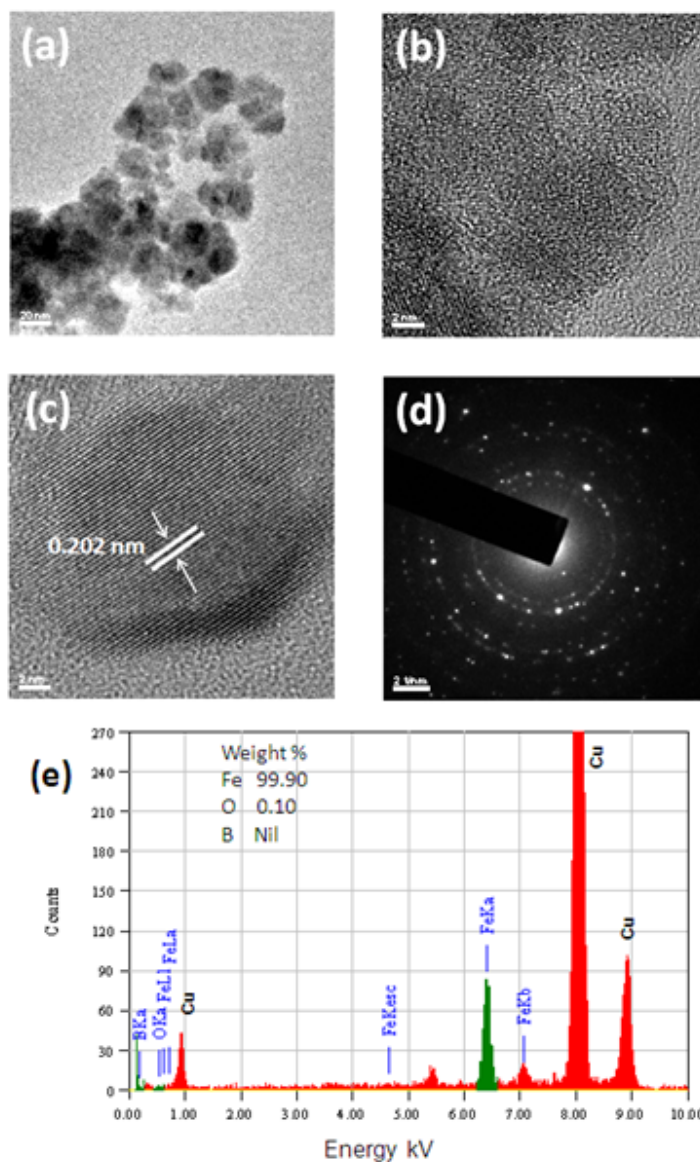 (a)
20 nm
(b)
2 nm
(c)
0.202 nm
2 nm
(d)
(e)
Weight %
Fe 99.90
O 0.10
B Nil
270
240
210
180
150
120
90
60
30
0
Counts
BKa
OKa
FeLl
FeLa
Cu
FeKesc
FeKa
FeKb
Cu
Cu
0.00 1.00 2.00 3.00 4.00 5.00 6.00 7.00 8.00 9.00 10.00
Energy kV